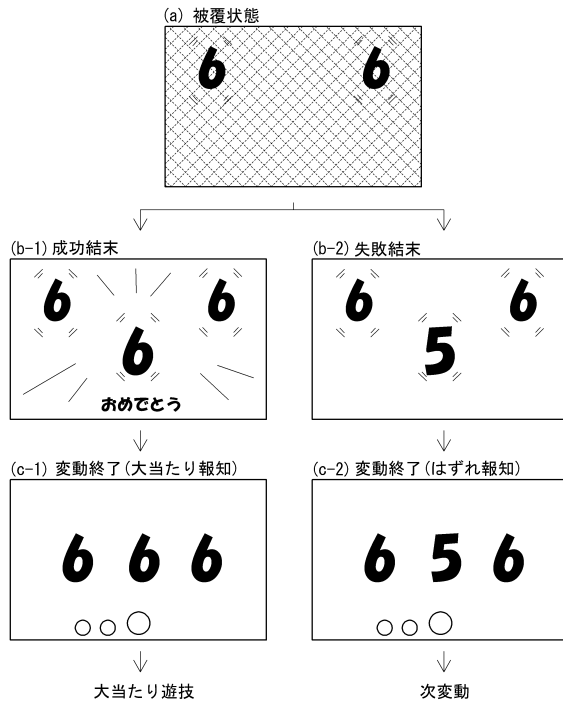 (a) 被覆状態
6 6
(b-1) 成功結末
6 6
6
おめでとう
(b-2) 失敗結末
6 6
5
(c-1) 変動終了(大当たり報知)
6 6 6
大当たり遊技
(c-2) 変動終了(はずれ報知)
6 5 6
次変動